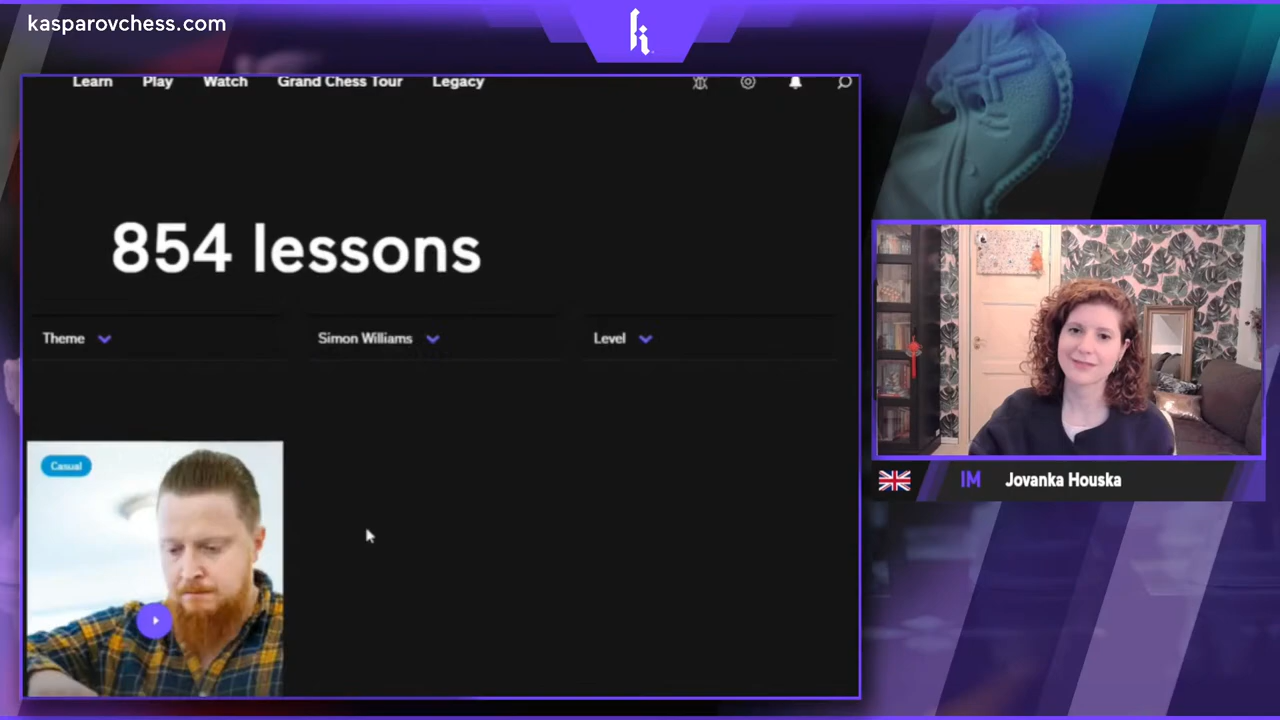 kasparovchess.com
Learn Play Watch Grand Chess Tour Legacy
854 lessons
Theme Simon Williams Level
Casual
IM Jovanka Houska